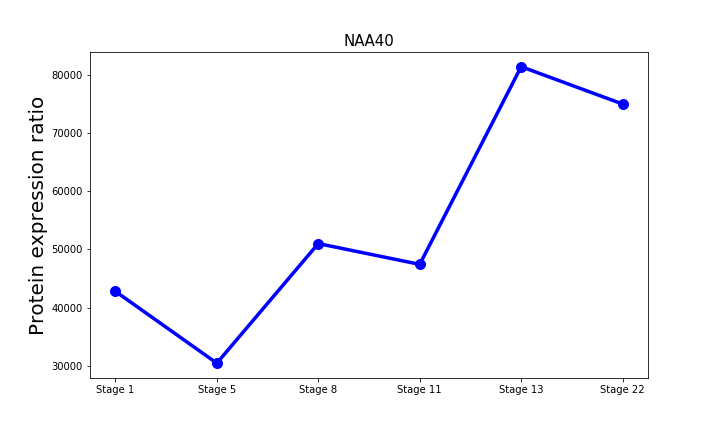 NAA40
Protein expression ratio
80000
70000
60000
50000
40000
30000
Stage 1 Stage 5 Stage 8 Stage 11 Stage 13 Stage 22